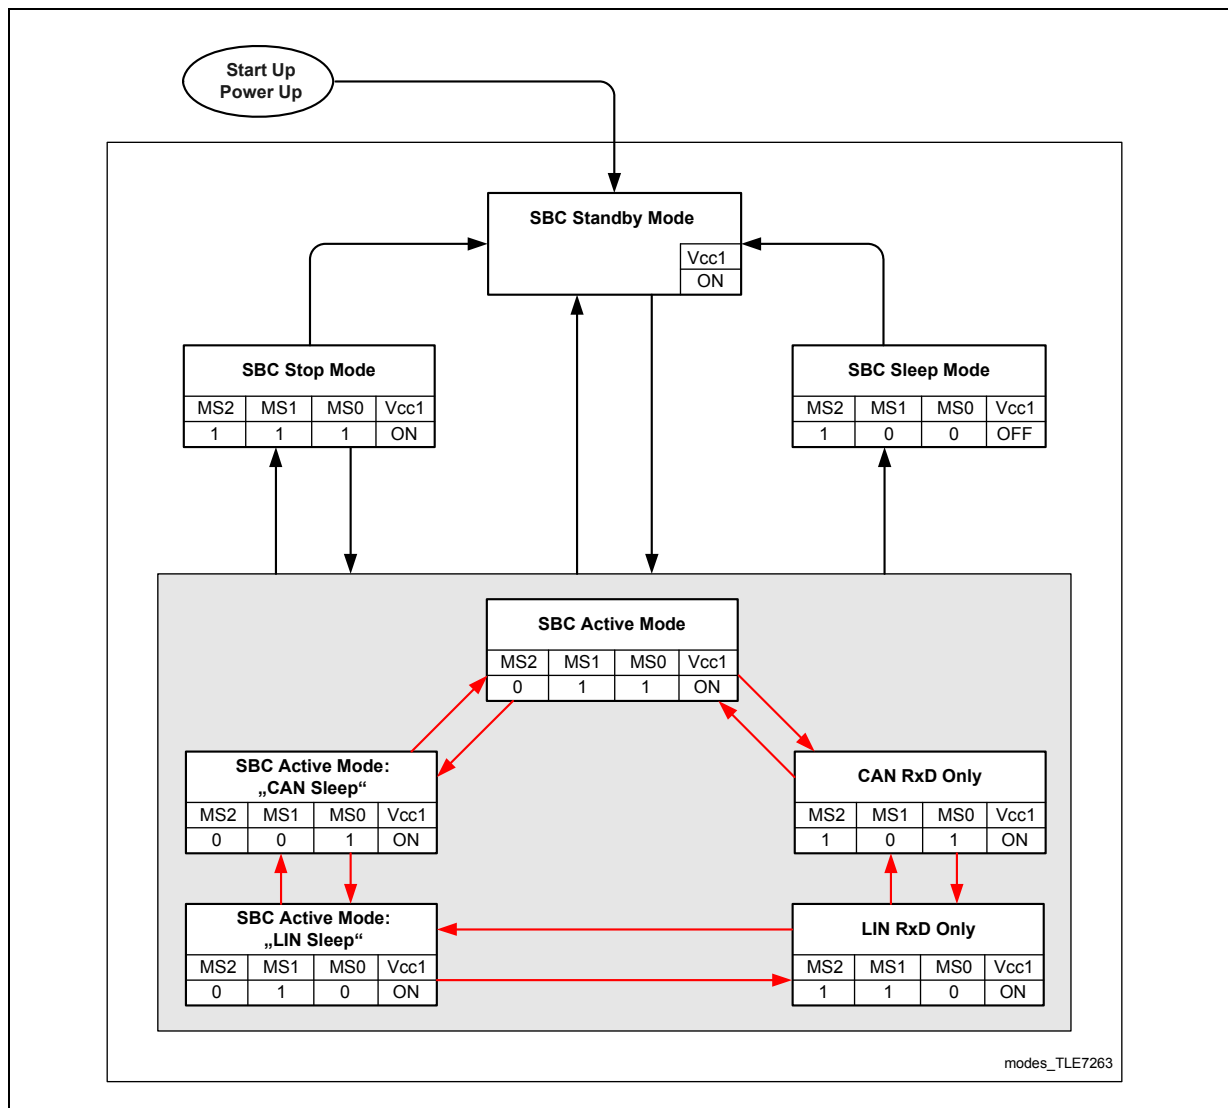 Start Up
Power Up
SBC Standby Mode
Vcc1
ON
SBC Stop Mode
MS2 MS1 MS0 Vcc1
1 1 1 ON
SBC Sleep Mode
MS2 MS1 MS0 Vcc1
1 0 0 OFF
SBC Active Mode
MS2 MS1 MS0 Vcc1
0 1 1 ON
SBC Active Mode:
„CAN Sleep“
MS2 MS1 MS0 Vcc1
0 0 1 ON
CAN RxD Only
MS2 MS1 MS0 Vcc1
1 0 1 ON
SBC Active Mode:
„LIN Sleep“
MS2 MS1 MS0 Vcc1
0 1 0 ON
LIN RxD Only
MS2 MS1 MS0 Vcc1
1 1 0 ON
modes_TLE7263